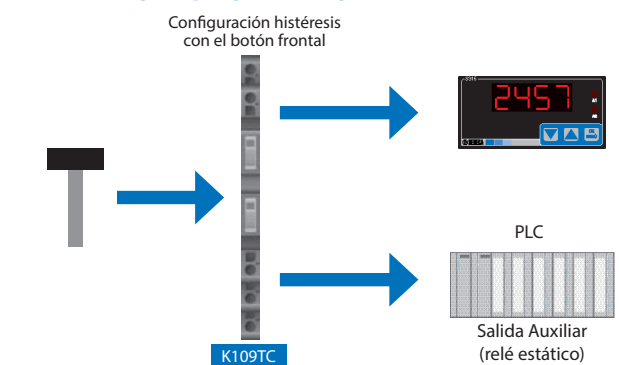 Configuración histéresis
con el botón frontal
2457
PLC
Salida Auxiliar
(relé estático)
K109TC